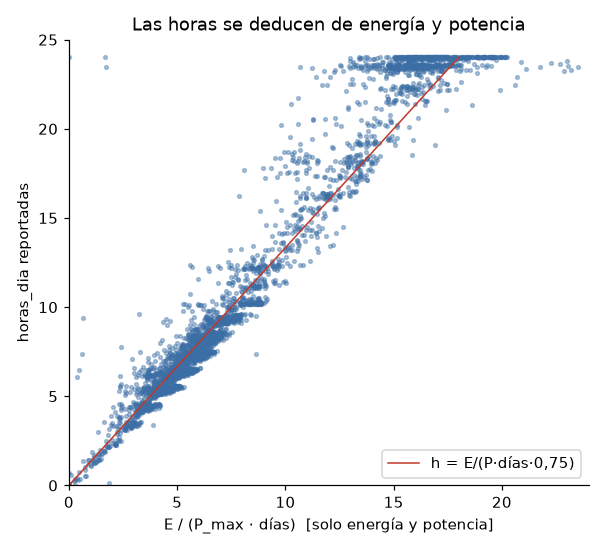 Las horas se deducen de energía y potencia
25
20
15
10
5
0
horas_dia reportadas
h = E/(P·días·0,75)
0
5
10
15
20
E / (P_max · días)  [solo energía y potencia]